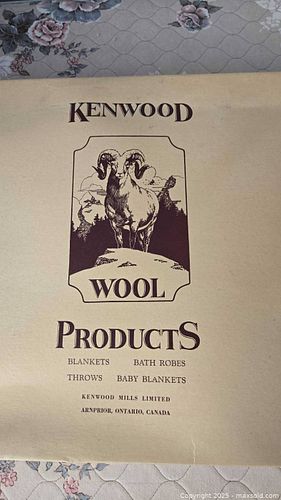 KENWOOD
WOOL
PRODUCTS
BLANKETS BATH ROBES
THROWS BABY BLANKETS
KENWOOD MILLS LIMITED
ARNPRIOR, ONTARIO, CANADA
Copyright © 2025 - maxsold.com